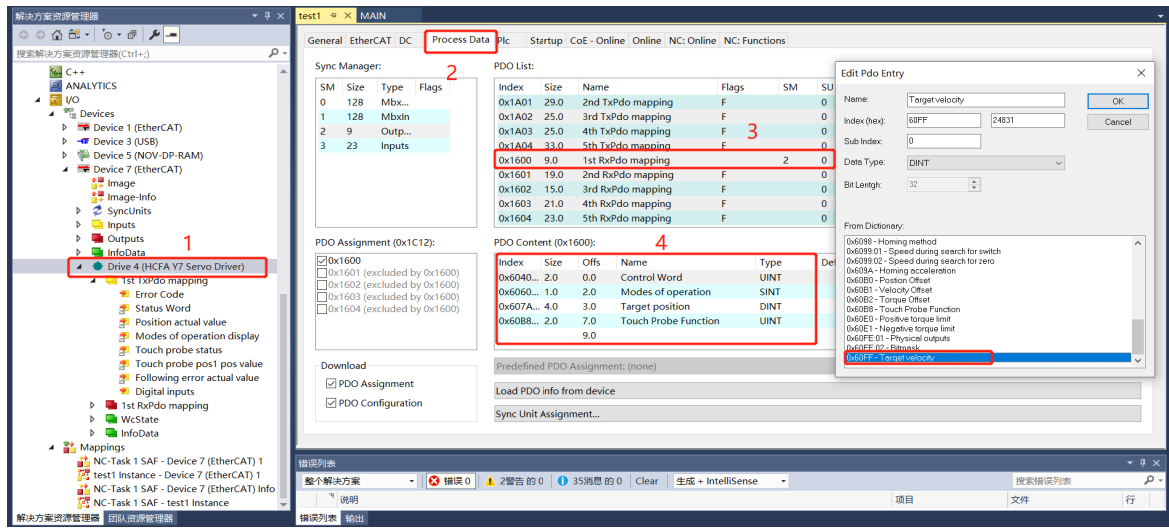 解决方案资源管理器
搜索解决方案资源管理器(Ctrl+;)
C++
ANALYTICS
I/O
Devices
Device 1 (EtherCAT)
Device 3 (USB)
Device 5 (NOV-DP-RAM)
Device 7 (EtherCAT)
Image
Image-Info
SyncUnits
Inputs
Outputs
InfoData
1
Drive 4 (HCFA Y7 Servo Driver)
1st TxPdo mapping
Error Code
Status Word
Position actual value
Modes of operation display
Touch probe status
Touch probe pos1 pos value
Following error actual value
Digital inputs
1st RxPdo mapping
WcState
InfoData
Mappings
NC-Task 1 SAF - Device 7 (EtherCAT) 1
test1 Instance - Device 7 (EtherCAT) 1
NC-Task 1 SAF - Device 7 (EtherCAT) Info
NC-Task 1 SAF - test1 Instance
解决方案资源管理器 团队资源管理器
test1 MAIN
General EtherCAT DC Process Data Plc Startup CoE - Online Online NC: Online NC: Functions
2
Sync Manager:
SM Size Type Flags
0 128 Mbx...
1 128 MbxIn
2 9 Outp...
3 23 Inputs
PDO List:
Index Size Name Flags SM SU
0x1A01 29.0 2nd TxPdo mapping F 0
0x1A02 25.0 3rd TxPdo mapping F 0
0x1A03 25.0 4th TxPdo mapping F 0
3
0x1A04 33.0 5th TxPdo mapping F 0
0x1600 9.0 1st RxPdo mapping 2 0
0x1601 19.0 2nd RxPdo mapping F 0
0x1602 15.0 3rd RxPdo mapping F 0
0x1603 21.0 4th RxPdo mapping F 0
0x1604 23.0 5th RxPdo mapping F 0
PDO Assignment (0x1C12):
0x1600
0x1601 (excluded by 0x1600)
0x1602 (excluded by 0x1600)
0x1603 (excluded by 0x1600)
0x1604 (excluded by 0x1600)
PDO Content (0x1600):
4
Index Size Offs Name Type Def
0x6040... 2.0 0.0 Control Word UINT
0x6060... 1.0 2.0 Modes of operation SINT
0x607A... 4.0 3.0 Target position DINT
0x60B8... 2.0 7.0 Touch Probe Function UINT
9.0
Download
PDO Assignment
PDO Configuration
Predefined PDO Assignment: (none)
Load PDO info from device
Sync Unit Assignment...
Edit Pdo Entry
Name: Target velocity OK
Index (hex): 60FF 24831 Cancel
Sub Index: 0
Data Type: DINT
Bit Lentgh: 32
From Dictionary:
0x6098 - Homing method
0x6099:01 - Speed during search for switch
0x6099:02 - Speed during search for zero
0x609A - Homing acceleration
0x60B0 - Postion Offset
0x60B1 - Velocity Offset
0x60B2 - Torque Offset
0x60B8 - Touch Probe Function
0x60E0 - Positive torque limit
0x60E1 - Negative torque limit
0x60FE:01 - Physical outputs
0x60FE:02 - Bitmask
0x60FF - Target velocity
错误列表
整个解决方案 错误 0 2警告 的 0 35消息 的 0 Clear 生成 + IntelliSense 搜索错误列表
说明 项目 文件 行
错误列表 输出